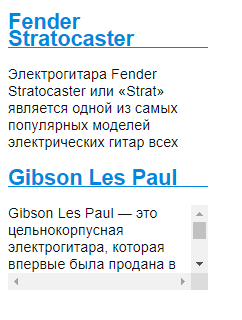 Fender
Stratocaster
Электрогитара Fender
Stratocaster или «Strat»
является одной из самых
популярных моделей
электрических гитар всех
Gibson Les Paul
Gibson Les Paul — это
цельнокорпусная
электрогитара, которая
впервые была продана в